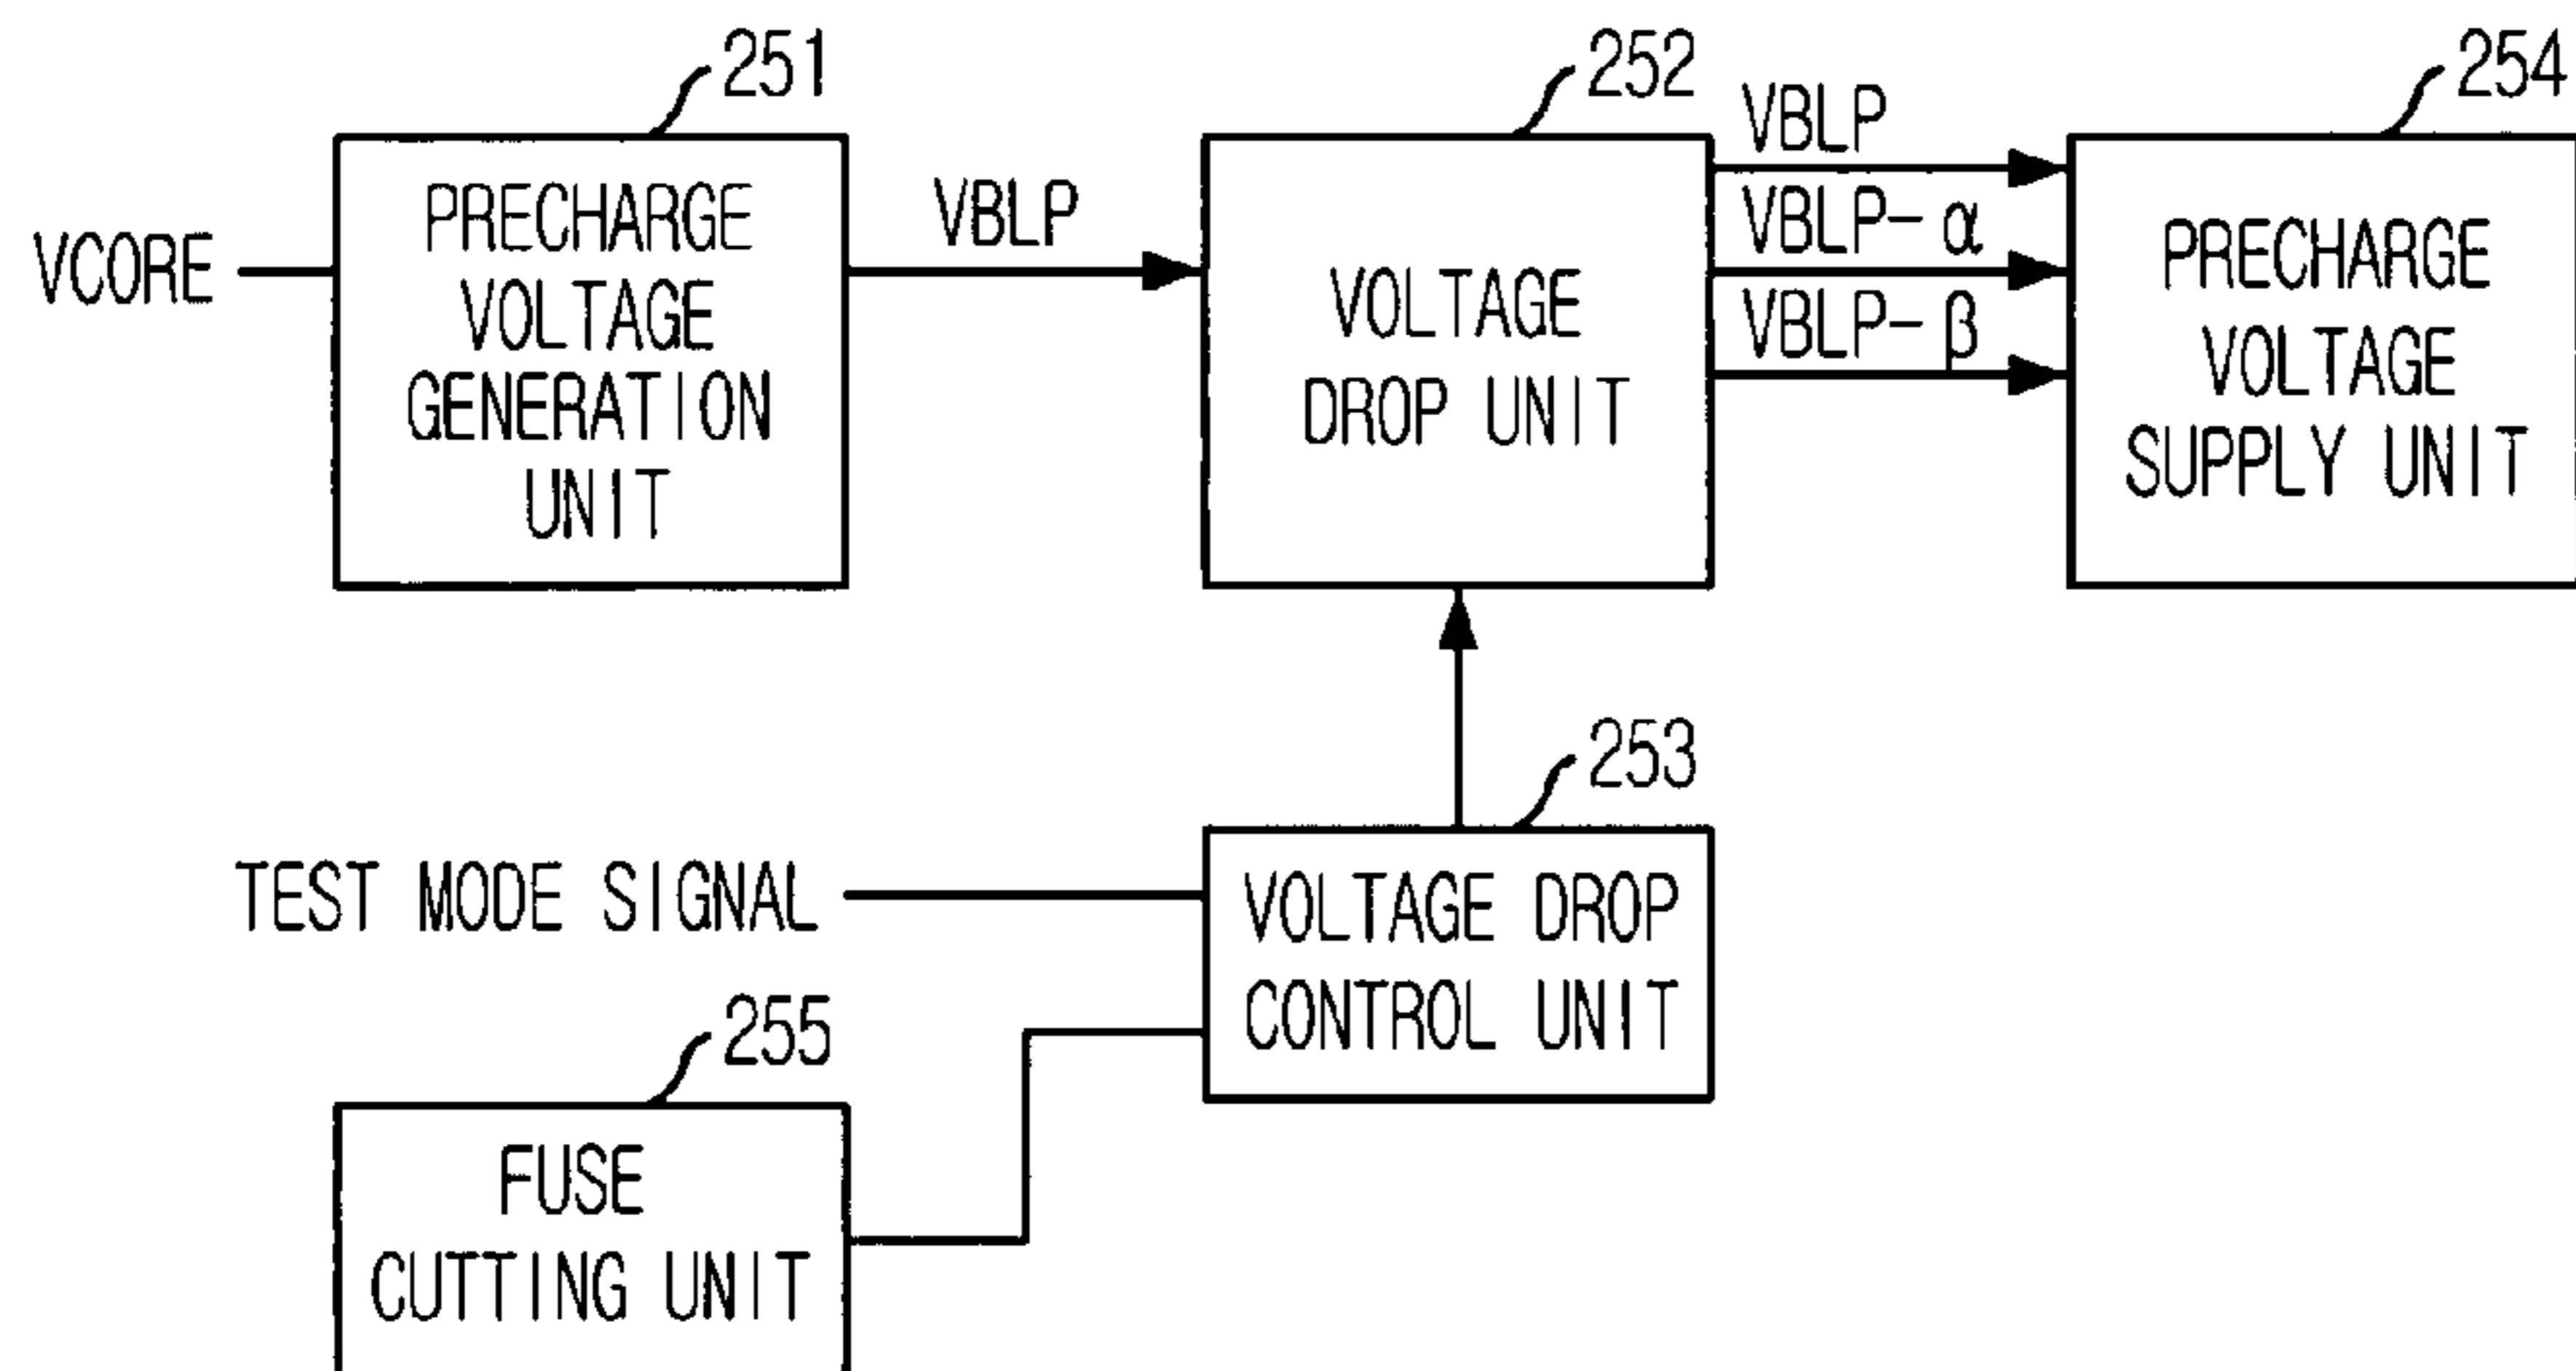 251
252
254
VCORE
PRECHARGE
VOLTAGE
GENERATION
UNIT
VBLP
VOLTAGE
DROP UNIT
VBLP
VBLP-α
VBLP-β
PRECHARGE
VOLTAGE
SUPPLY UNIT
253
TEST MODE SIGNAL
VOLTAGE DROP
CONTROL UNIT
255
FUSE
CUTTING UNIT